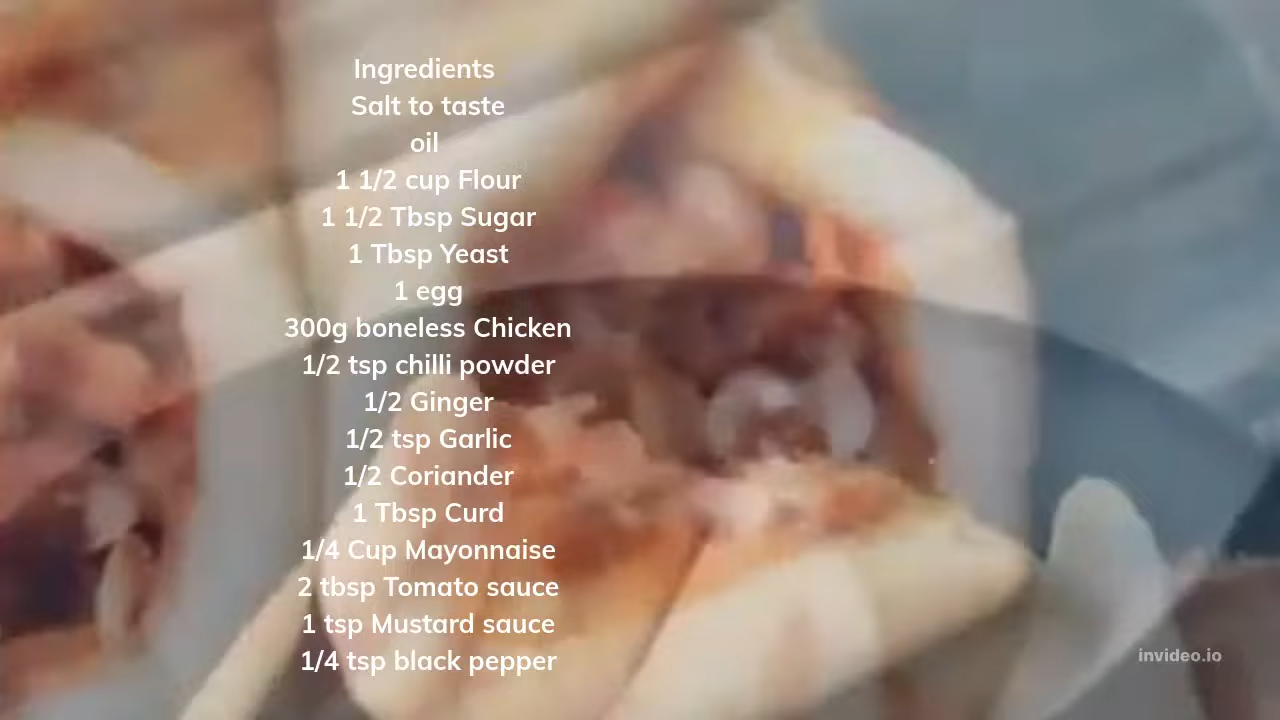 Ingredients
Salt to taste
oil
1 1/2 cup Flour
1 1/2 Tbsp Sugar
1 Tbsp Yeast
1 egg
300g boneless Chicken
1/2 tsp chilli powder
1/2 Ginger
1/2 tsp Garlic
1/2 Coriander
1 Tbsp Curd
1/4 Cup Mayonnaise
2 tbsp Tomato sauce
1 tsp Mustard sauce
1/4 tsp black pepper
invideo.io